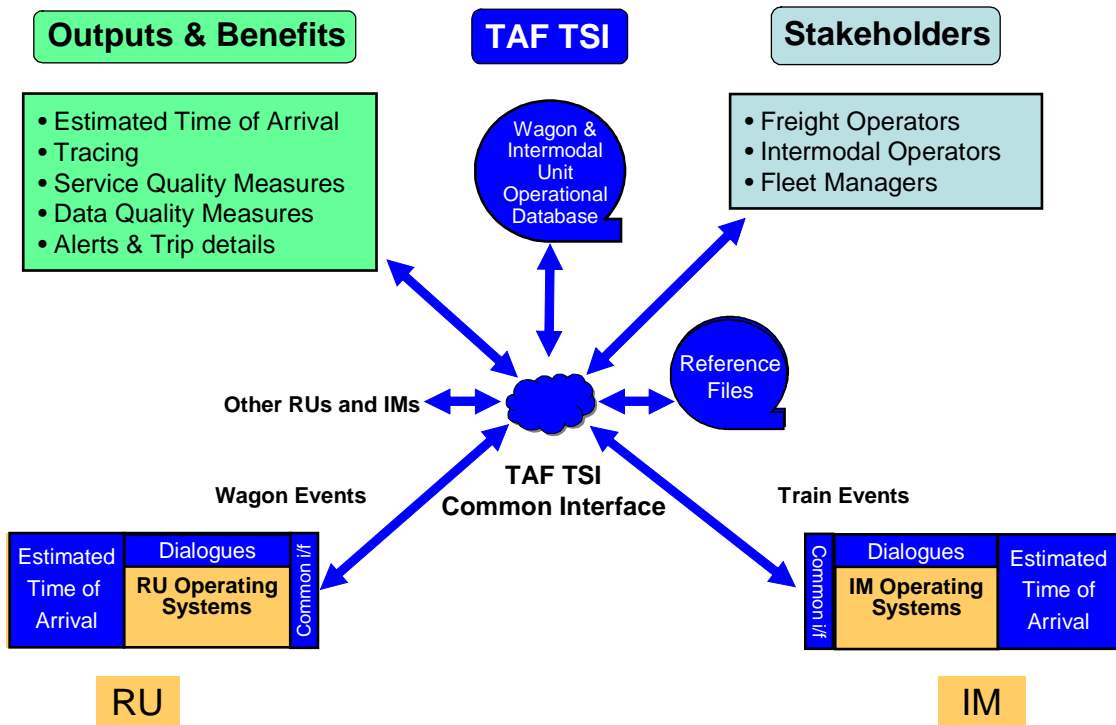 Outputs & Benefits
TAF TSI
Stakeholders
• Estimated Time of Arrival
• Tracing
• Service Quality Measures
• Data Quality Measures
• Alerts & Trip details
Wagon &
Intermodal
Unit
Operational
Database
• Freight Operators
• Intermodal Operators
• Fleet Managers
Reference
Files
Other RUs and IMs
TAF TSI
Common Interface
Wagon Events
Train Events
Estimated
Time of
Arrival
Dialogues
RU Operating
Systems
Common i/f
Common i/f
Dialogues
IM Operating
Systems
Estimated
Time of
Arrival
RU
IM